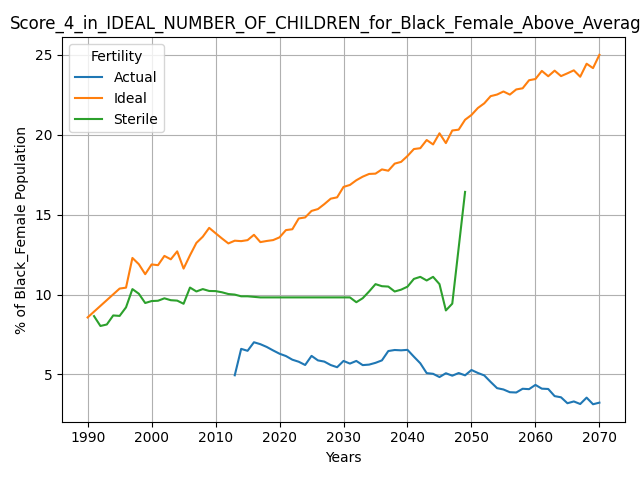 Score_4_in_IDEAL_NUMBER_OF_CHILDREN_for_Black_Female_Above_Averag
Fertility
Actual
Ideal
Sterile
% of Black_Female Population
25
20
15
10
5
1990 2000 2010 2020 2030 2040 2050 2060 2070
Years